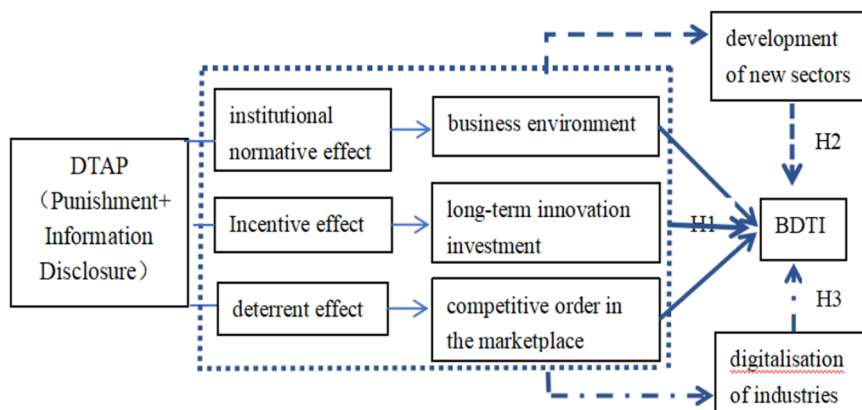 DTAP
（Punishment+
Information
Disclosure）
institutional
normative effect
Incentive effect
deterrent effect
business environment
long-term innovation
investment
competitive order in
the marketplace
development
of new sectors
H2
H1
BDTI
H3
digitalisation
of industries